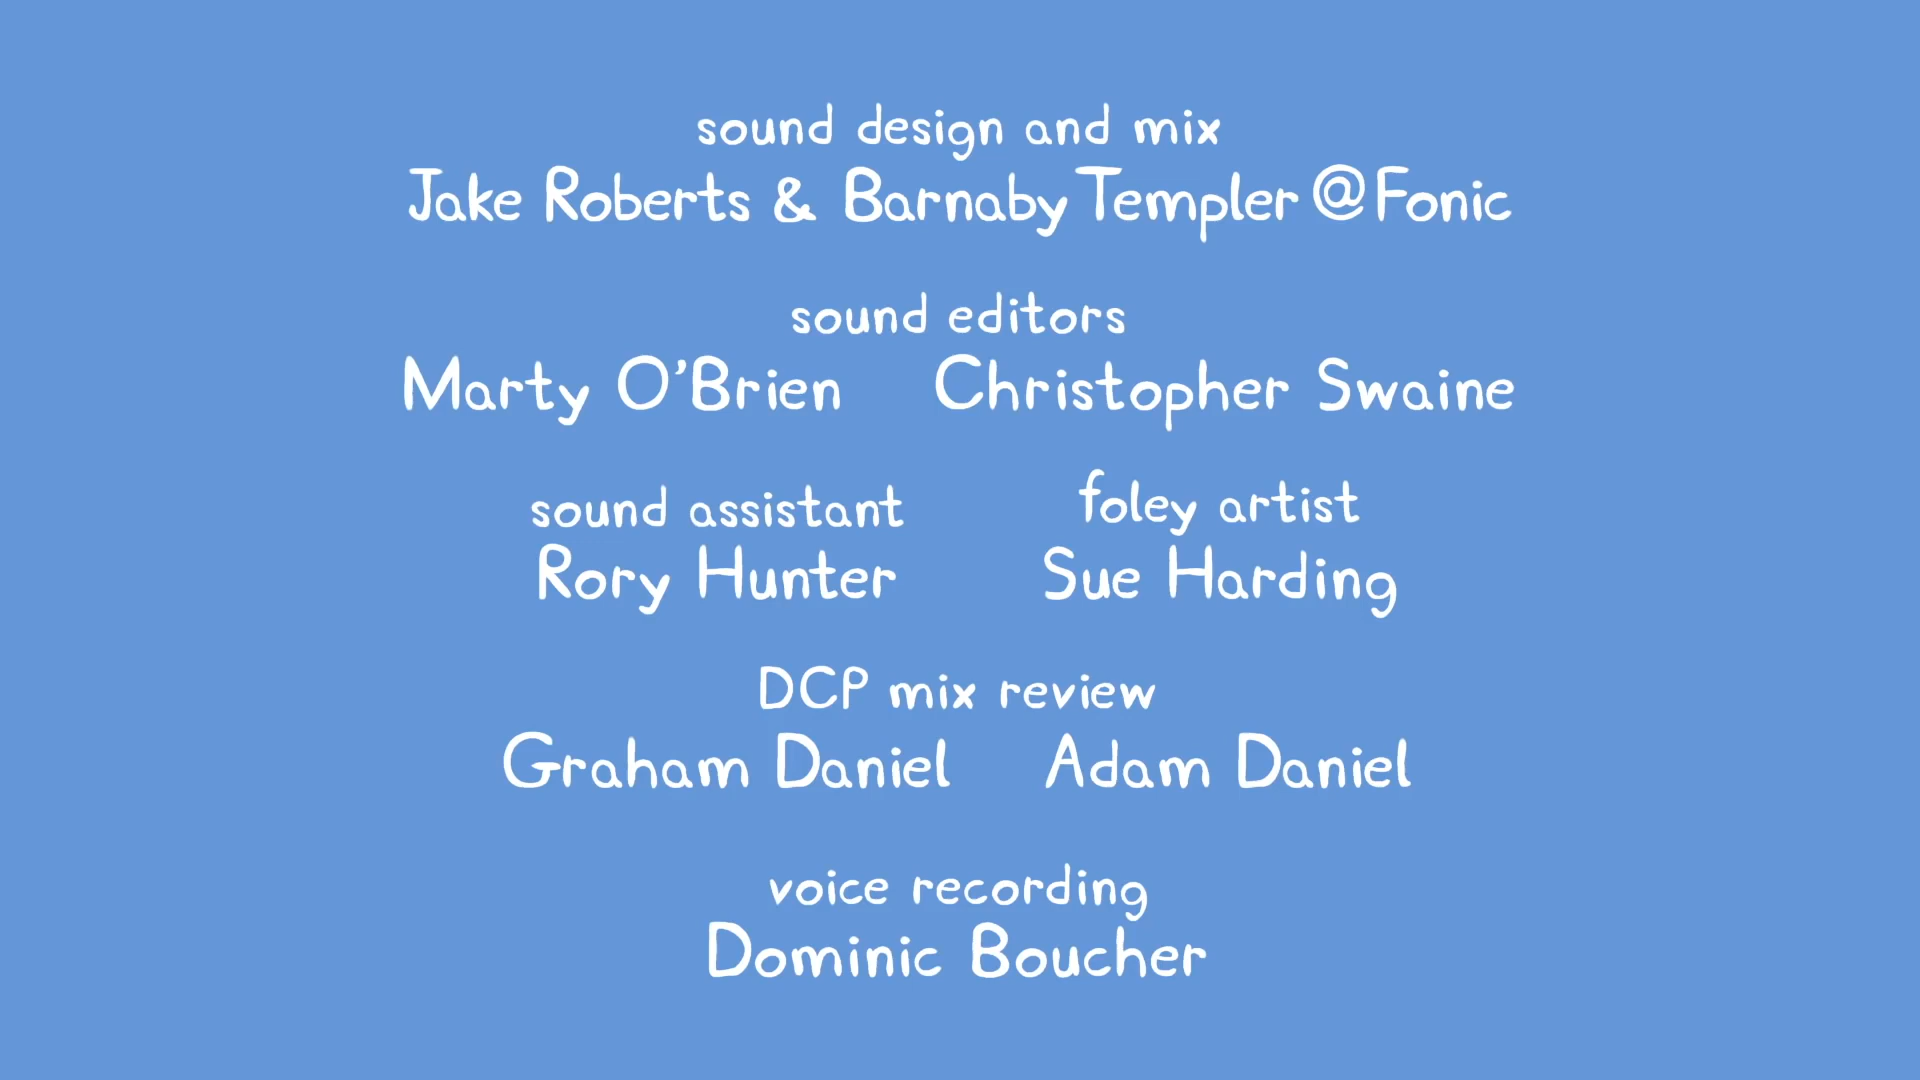 sound design and mix
Jake Roberts & Barnaby Templer @ Fonic
sound editors
Marty O’Brien Christopher Swaine
sound assistant foley artist
Rory Hunter Sue Harding
DCP mix review
Graham Daniel Adam Daniel
voice recording
Dominic Boucher